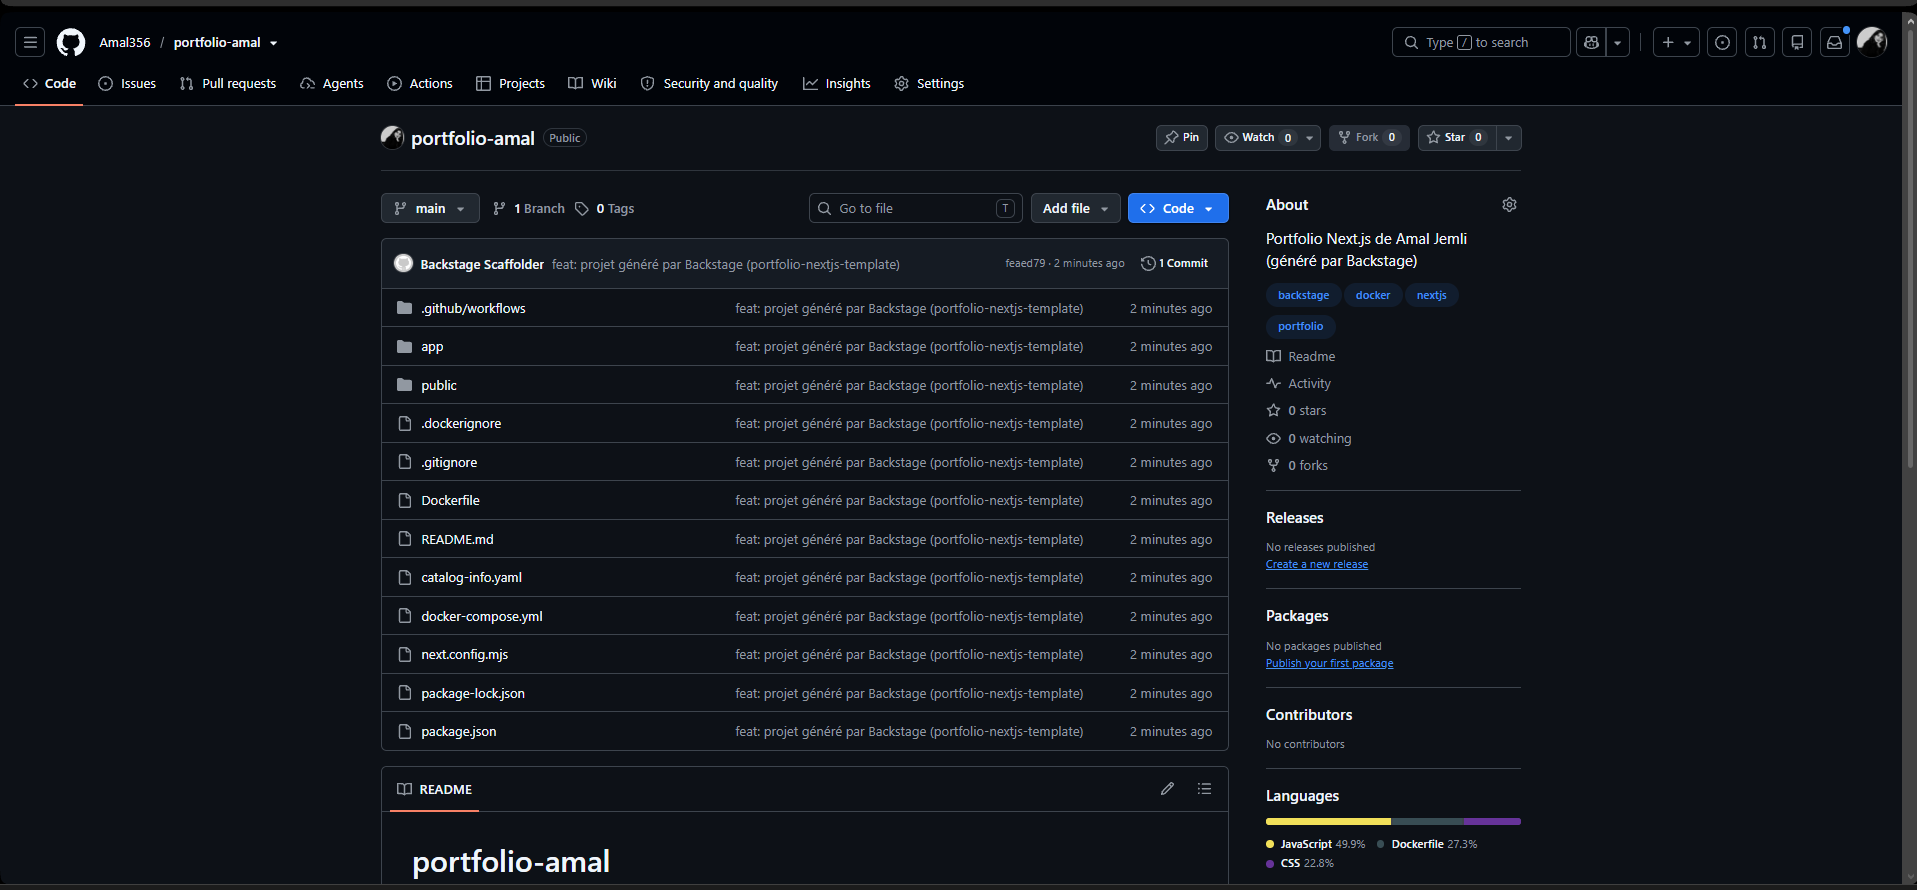 Amal356 / portfolio-amal
Type / to search
Code Issues Pull requests Agents Actions Projects Wiki Security and quality Insights Settings
portfolio-amal Public
Pin Watch 0 Fork 0 Star 0
main 1 Branch 0 Tags Go to file T Add file Code
Backstage Scaffolder feat: projet généré par Backstage (portfolio-nextjs-template) feaed79 · 2 minutes ago 1 Commit
.github/workflows feat: projet généré par Backstage (portfolio-nextjs-template) 2 minutes ago
app feat: projet généré par Backstage (portfolio-nextjs-template) 2 minutes ago
public feat: projet généré par Backstage (portfolio-nextjs-template) 2 minutes ago
.dockerignore feat: projet généré par Backstage (portfolio-nextjs-template) 2 minutes ago
.gitignore feat: projet généré par Backstage (portfolio-nextjs-template) 2 minutes ago
Dockerfile feat: projet généré par Backstage (portfolio-nextjs-template) 2 minutes ago
README.md feat: projet généré par Backstage (portfolio-nextjs-template) 2 minutes ago
catalog-info.yaml feat: projet généré par Backstage (portfolio-nextjs-template) 2 minutes ago
docker-compose.yml feat: projet généré par Backstage (portfolio-nextjs-template) 2 minutes ago
next.config.mjs feat: projet généré par Backstage (portfolio-nextjs-template) 2 minutes ago
package-lock.json feat: projet généré par Backstage (portfolio-nextjs-template) 2 minutes ago
package.json feat: projet généré par Backstage (portfolio-nextjs-template) 2 minutes ago
README
portfolio-amal
About
Portfolio Next.js de Amal Jemli
(généré par Backstage)
backstage docker nextjs
portfolio
Readme
Activity
0 stars
0 watching
0 forks
Releases
No releases published
Create a new release
Packages
No packages published
Publish your first package
Contributors
No contributors
Languages
JavaScript 49.9% Dockerfile 27.3%
CSS 22.8%